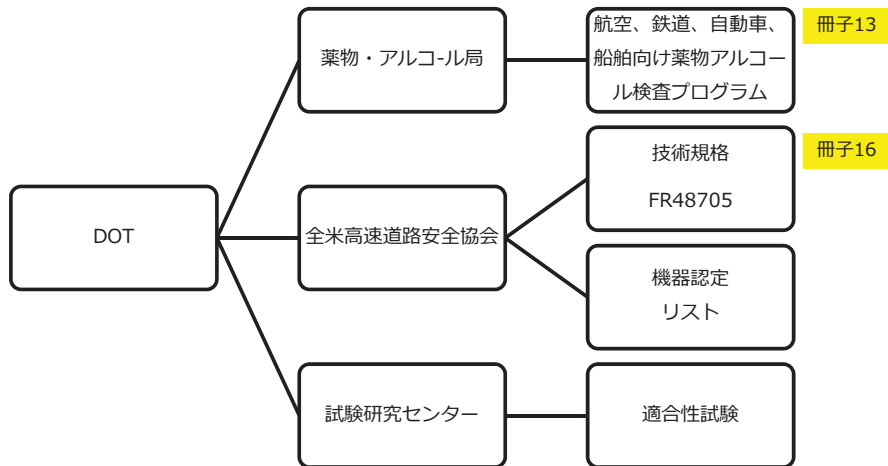 DOT
薬物・アルコ-ル局
航空、鉄道、自動車、
船舶向け薬物アルコー
ル検査プログラム
冊子13
全米高速道路安全協会
技術規格
FR48705
冊子16
機器認定
リスト
試験研究センター
適合性試験